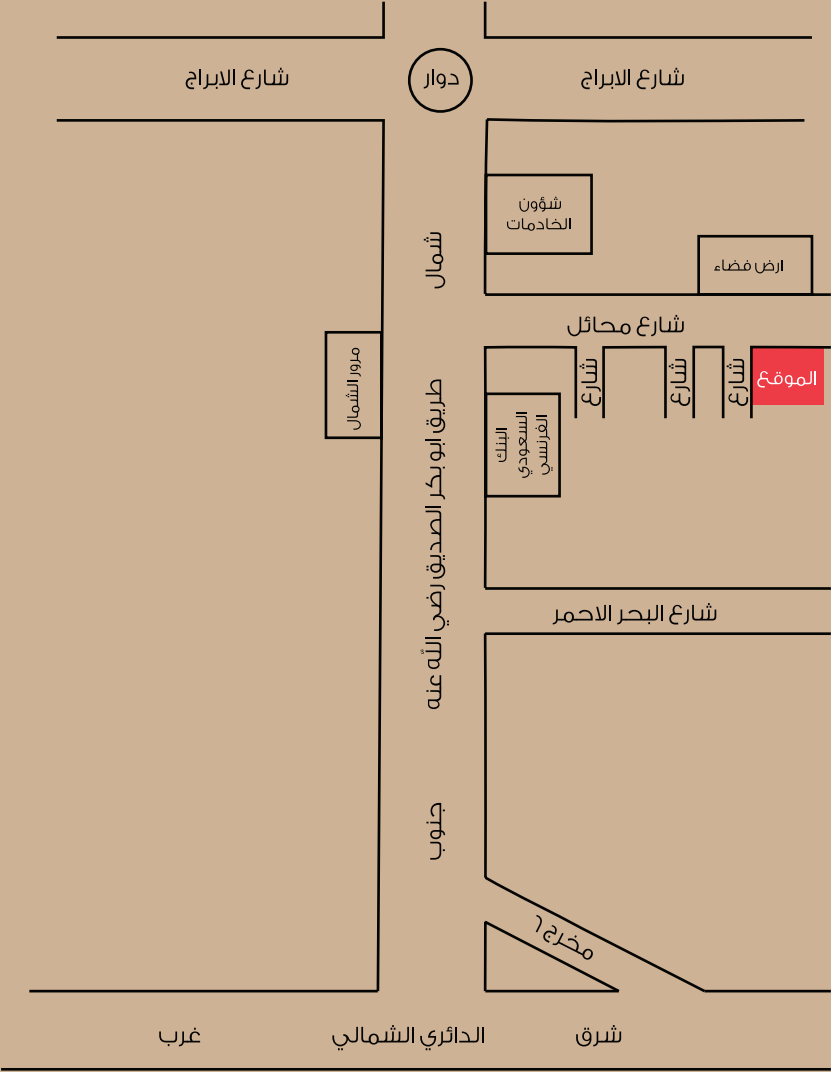 شارع الابراج
دوار
شارع الابراج
شؤون
الخادمات
شمال
ارض فضاء
شارع محائل
مرور الشمال
شارع
شارع
شارع
الموقع
طريق ابو بكر الصديق رضي الله عنه
البنك
السعودي
الفرنسي
شارع البحر الاحمر
جنوب
مخرج ٦
شرق
الدائري الشمالي
غرب